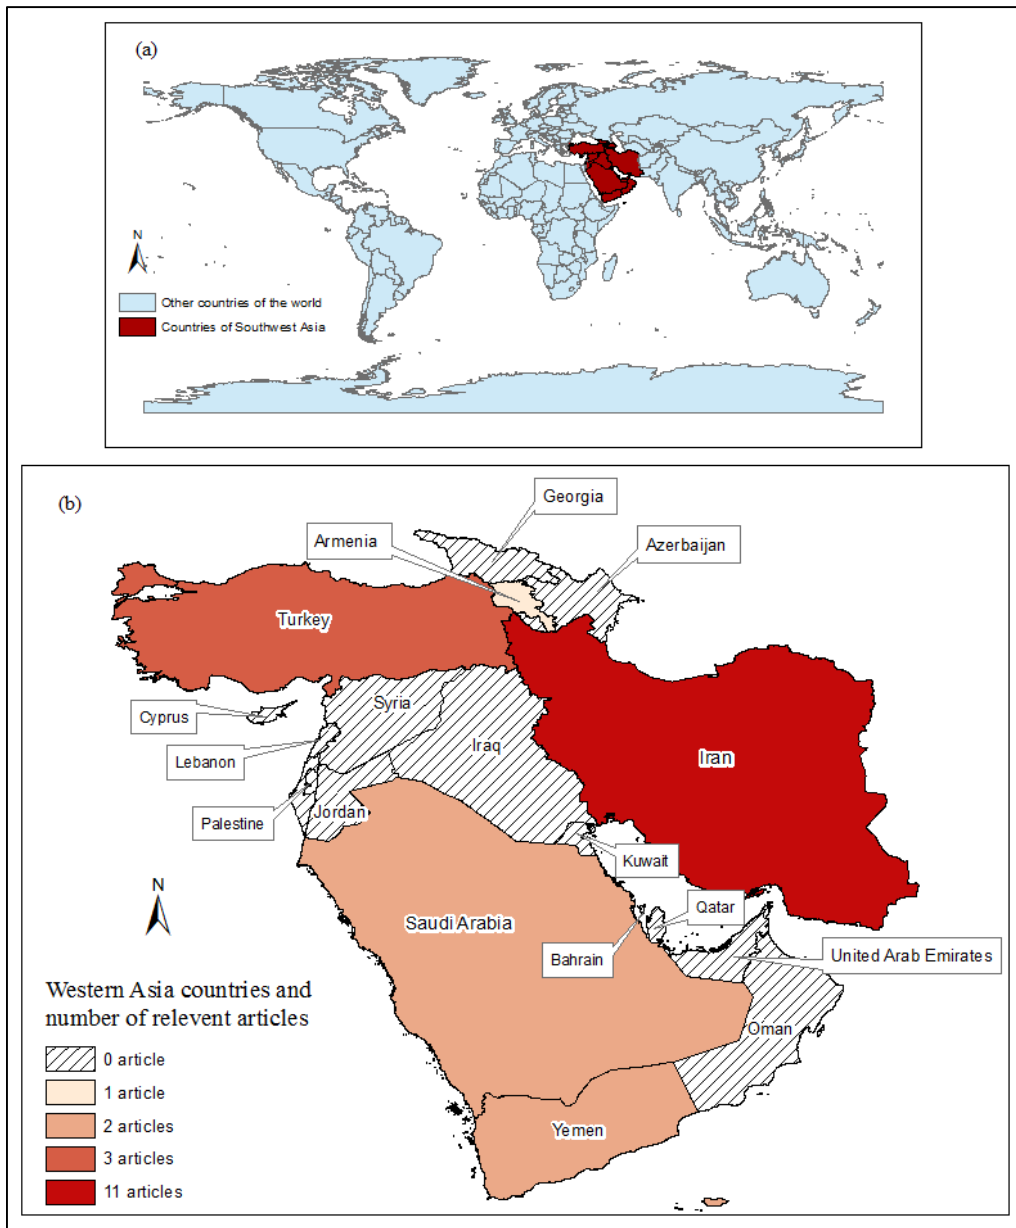 (a)
N
Other countries of the world
Countries of Southwest Asia
(b)
Georgia
Armenia
Azerbaijan
Turkey
Cyprus
Syria
Lebanon
Iraq
Iran
Palestine
Jordan
Kuwait
N
Qatar
Saudi Arabia
Bahrain
United Arab Emirates
Western Asia countries and
number of relevent articles
Oman
0 article
1 article
2 articles
Yemen
3 articles
11 articles